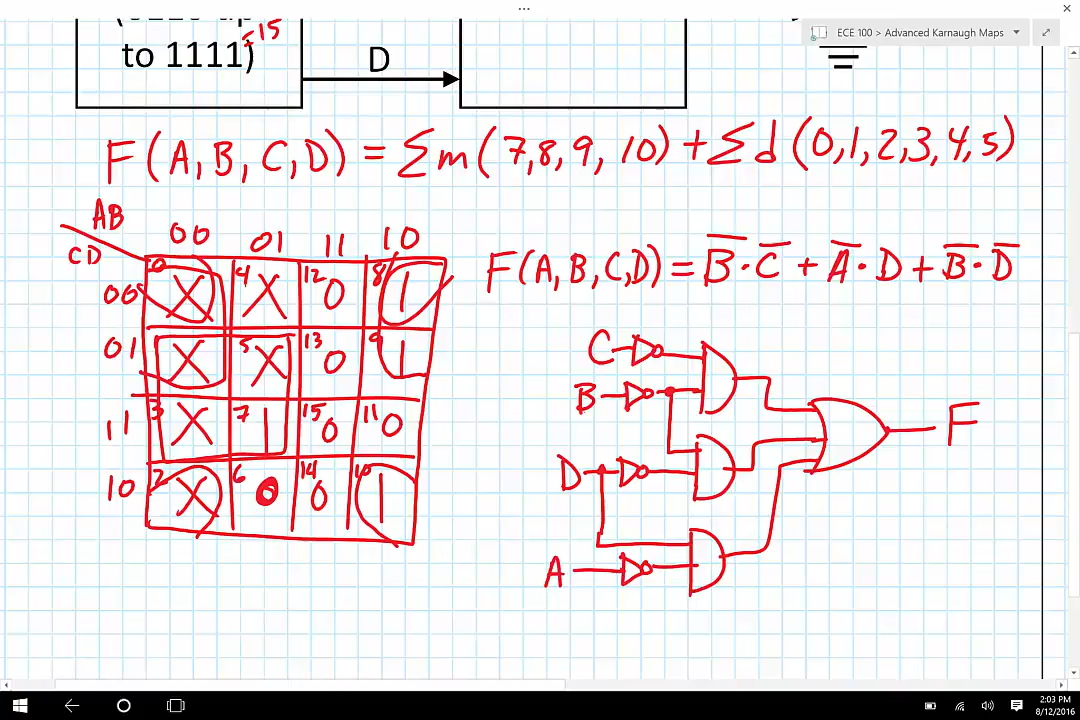 ECE 100 > Advanced Karnaugh Maps
=15
to 1111)
D
F(A,B,C,D) = Σm(7,8,9,10) + Σd(0,1,2,3,4,5)
AB
CD
00 01 11 10
00 0 X 4 X 12 0 8 1
01 X 5 X 13 0 9 1
11 3 X 7 1 15 0 11 0
10 2 X 6 0 14 0 10 1
F(A,B,C,D) = B̅·C̅ + A̅·D + B̅·D̅
C
B
D
A
F
2:03 PM
8/12/2016